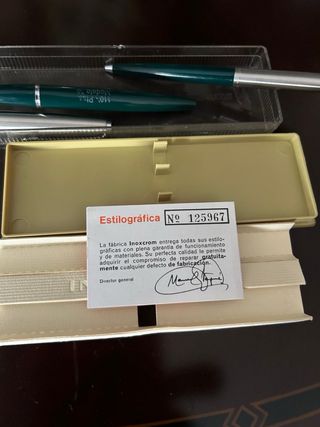 Estilográfica Nº 125967
La fábrica Inoxcrom entrega todas sus estilo-
gráficas con plena garantía de funcionamiento
y de materiales. Su perfecta calidad le permite
adquirir el compromiso de reparar gratuita-
mente cualquier defecto de fabricación.
Director general